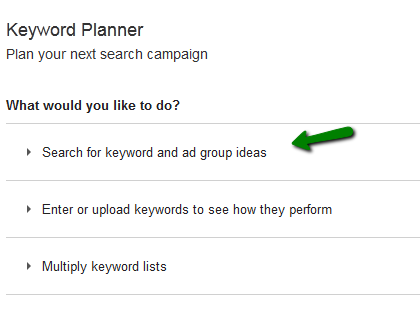 Keyword Planner
Plan your next search campaign
What would you like to do?
Search for keyword and ad group ideas
Enter or upload keywords to see how they perform
Multiply keyword lists